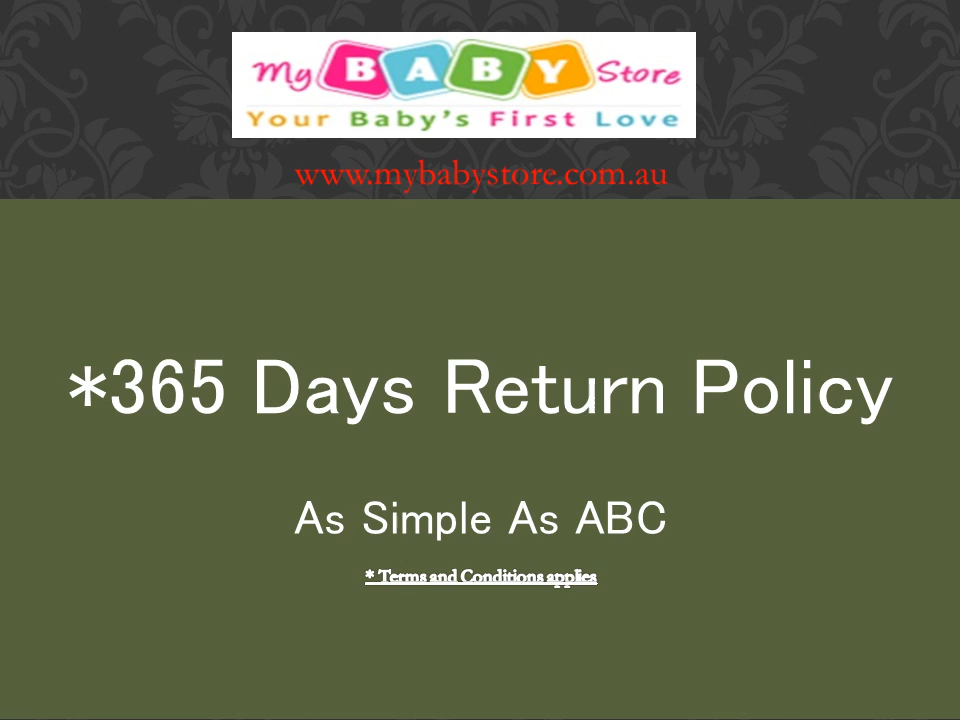 My BABY Store
Your Baby's First Love
www.mybabystore.com.au
*365 Days Return Policy
As Simple As ABC
* Terms and Conditions applies